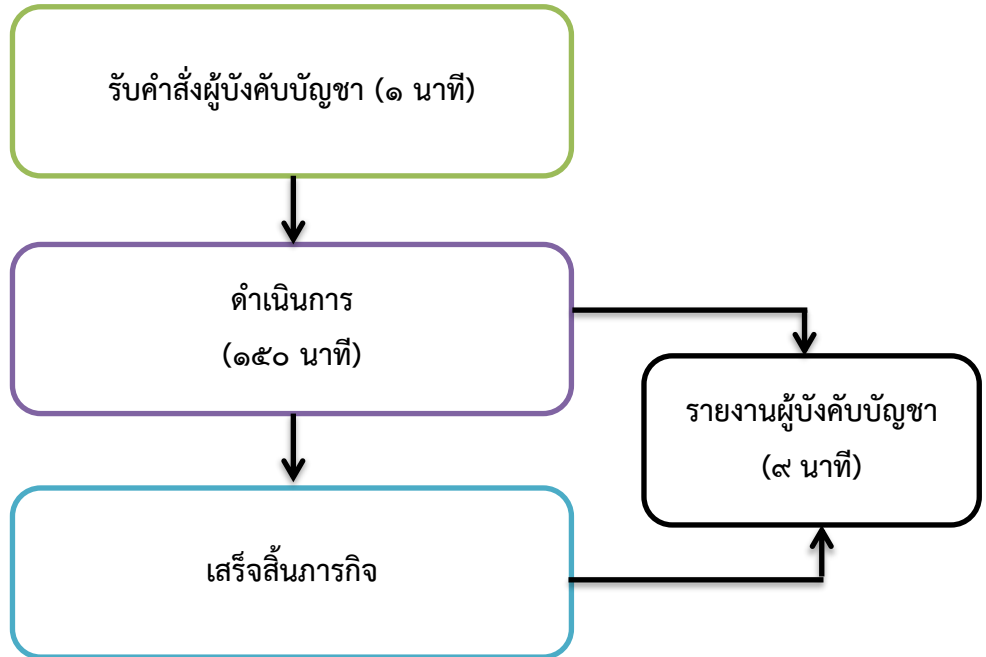 รับคำสั่งผู้บังคับบัญชา (๑ นาที)
ดำเนินการ
(๑๕๐ นาที)
รายงานผู้บังคับบัญชา
(๙ นาที)
เสร็จสิ้นภารกิจ